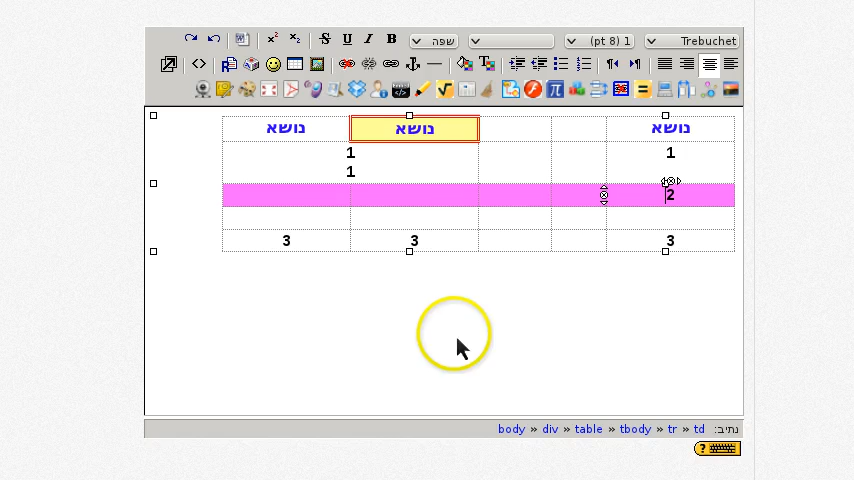 Trebuchet 1 (8 pt) שפה B I U S x² x₂
נושא נושא נושא
1 1
1
2
3 3 3
נתיב: body » div » table » tbody » tr » td
?